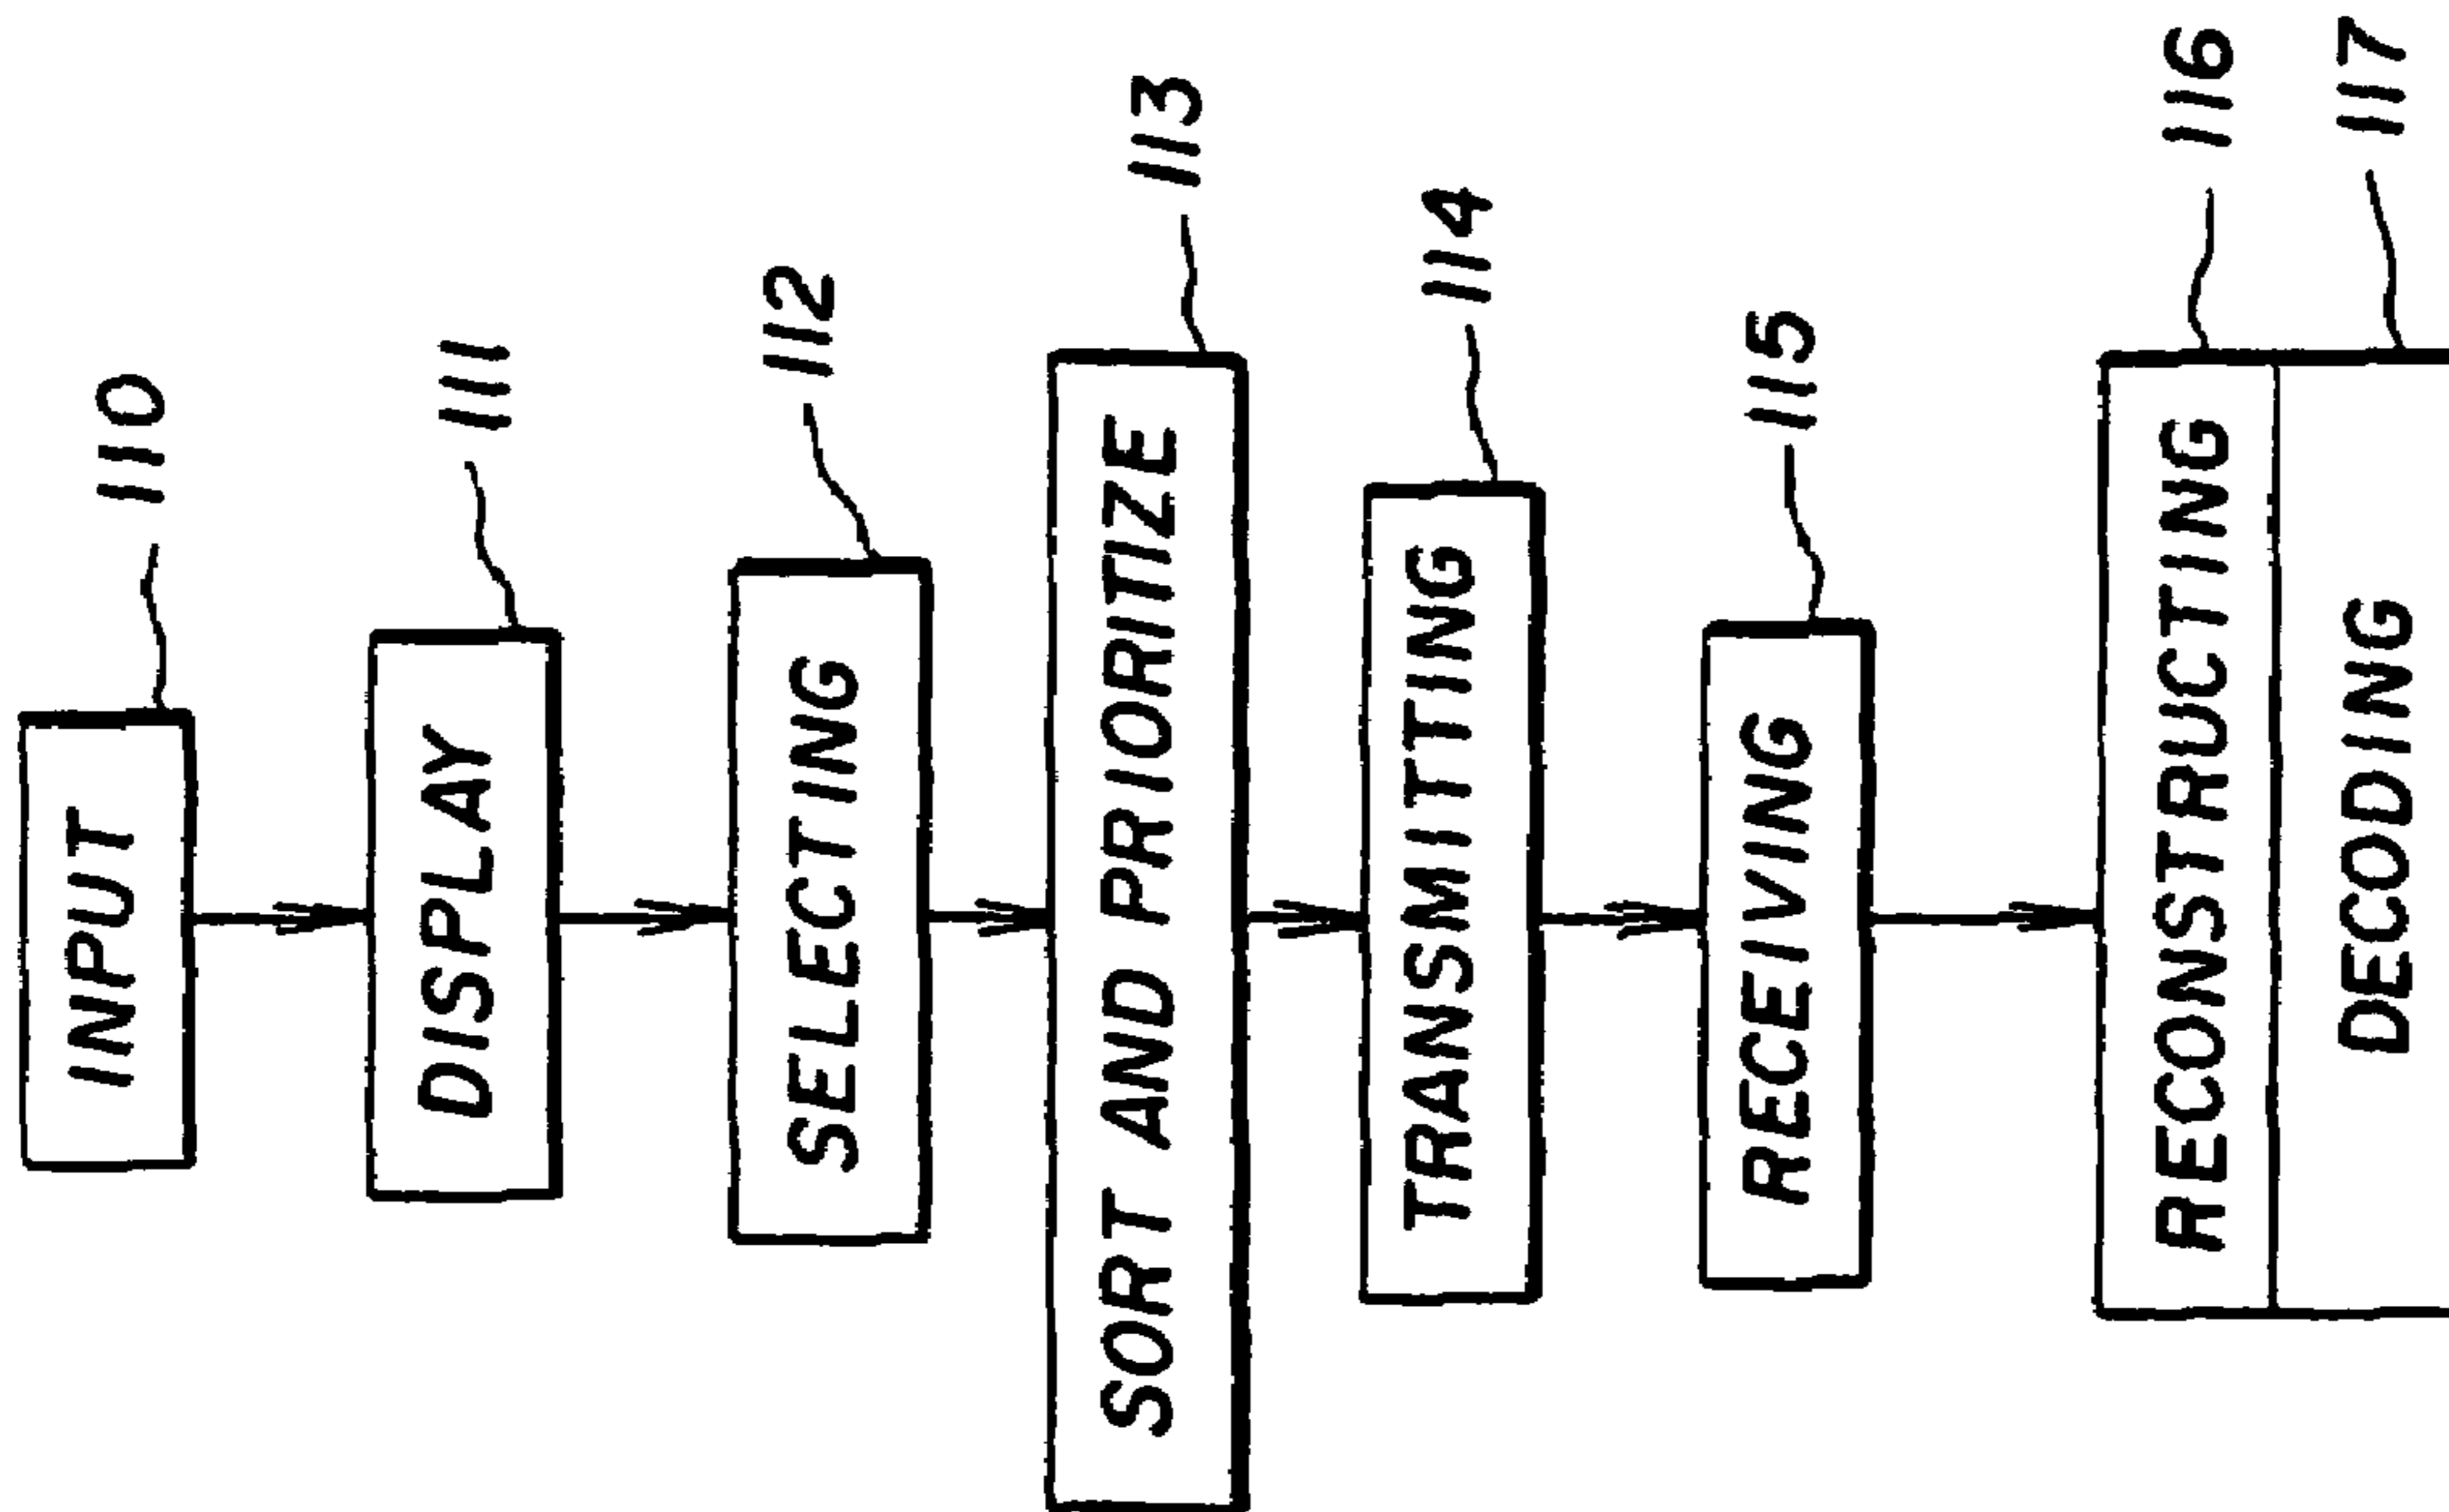 INPUT
110
DISPLAY
111
SELECTING
112
SORT AND PRIORITIZE
113
TRANSMITTING
114
RECEIVING
115
RECONSTRUCTING
116
DECODING
117